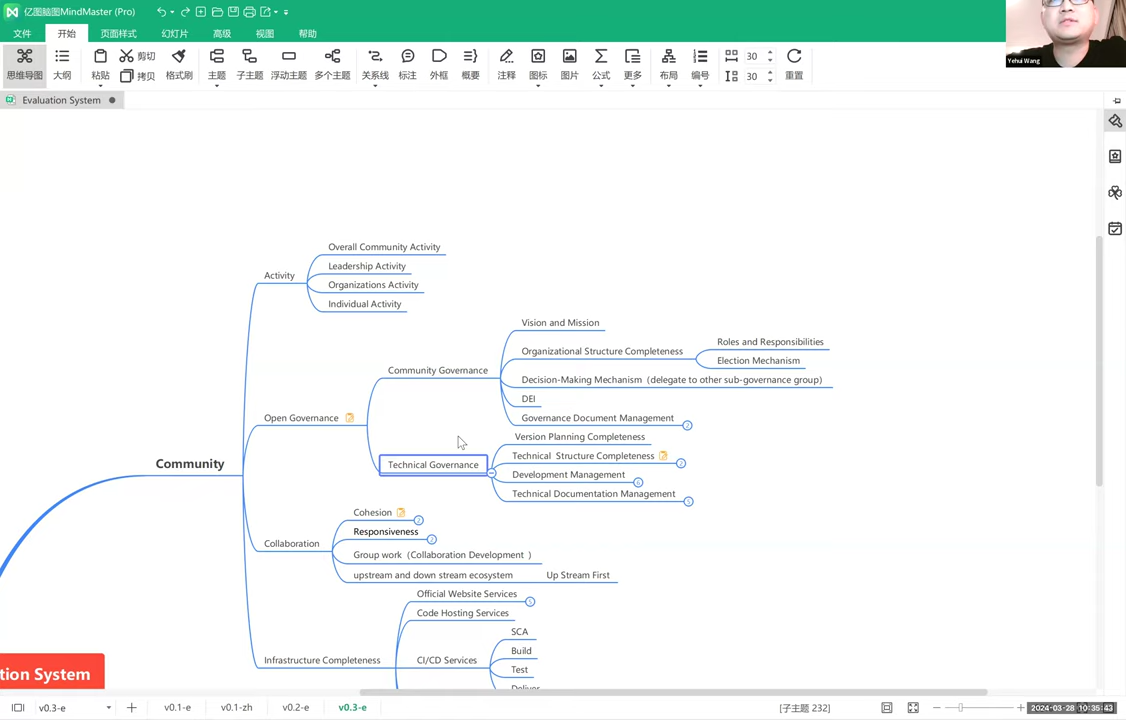 亿图脑图MindMaster (Pro)
文件 开始 页面样式 幻灯片 高级 视图 帮助
思维导图 大纲 粘贴 剪切 拷贝 格式刷 主题 子主题 浮动主题 多个主题 关系线 标注 外框 概要 注释 图标 图片 公式 更多 布局 编号 30 30 重置
Yehui Wang
Evaluation System
Overall Community Activity
Leadership Activity
Activity
Organizations Activity
Individual Activity
Vision and Mission
Roles and Responsibilities
Organizational Structure Completeness
Election Mechanism
Community Governance
Decision-Making Mechanism（delegate to other sub-governance group）
DEI
Open Governance
Governance Document Management 2
Version Planning Completeness
Technical Structure Completeness 2
Community
Technical Governance
Development Management 6
Technical Documentation Management 5
Cohesion 2
Responsiveness 2
Collaboration
Group work（Collaboration Development ）
upstream and down stream ecosystem Up Stream First
Official Website Services 5
Code Hosting Services
SCA
Build
Infrastructure Completeness CI/CD Services
Test
tion System
Deliver
v0.3-e v0.1-e v0.1-zh v0.2-e v0.3-e [子主题 232] 2024-03-28 10:35:43